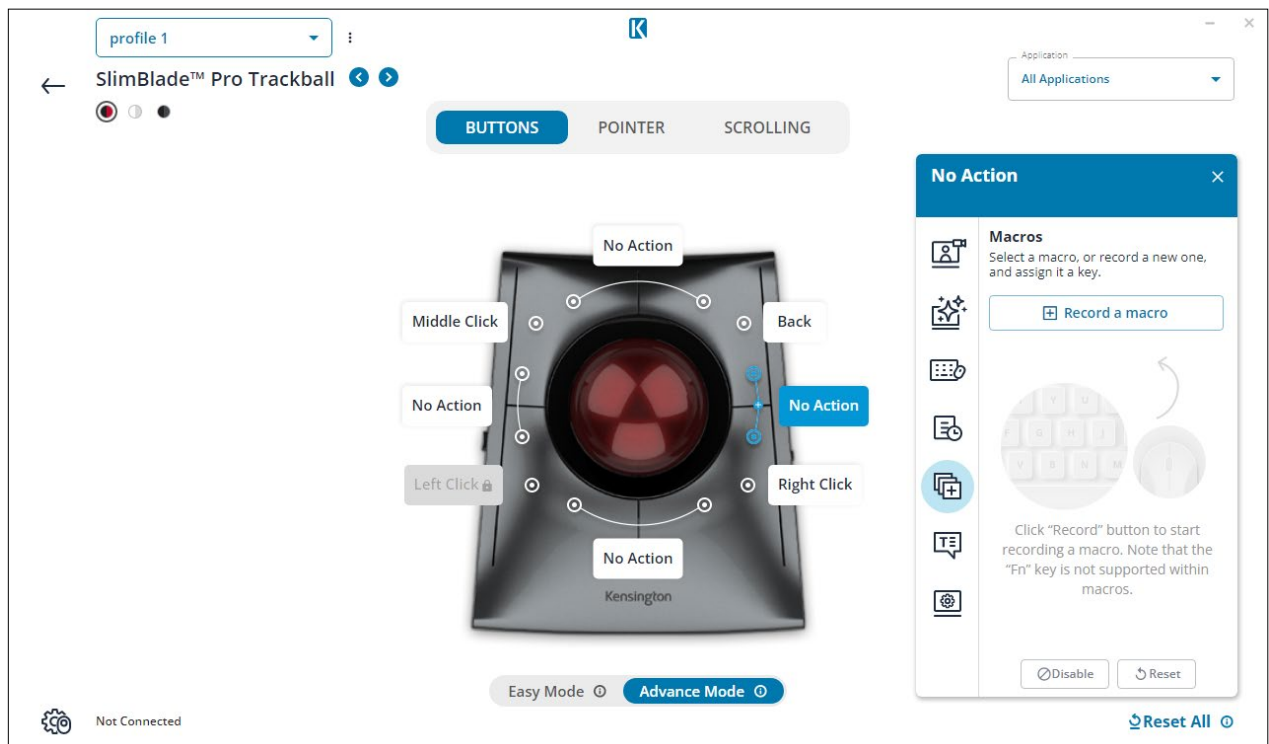 profile 1
SlimBlade™ Pro Trackball
Application
All Applications
BUTTONS POINTER SCROLLING
No Action
Middle Click
Back
No Action
No Action
Left Click
Right Click
No Action
Kensington
Easy Mode
Advance Mode
No Action
Macros
Select a macro, or record a new one,
and assign it a key.
Record a macro
Y U
F G H J
V B N M
Click “Record” button to start
recording a macro. Note that the
“Fn” key is not supported within
macros.
Disable
Reset
Not Connected
Reset All